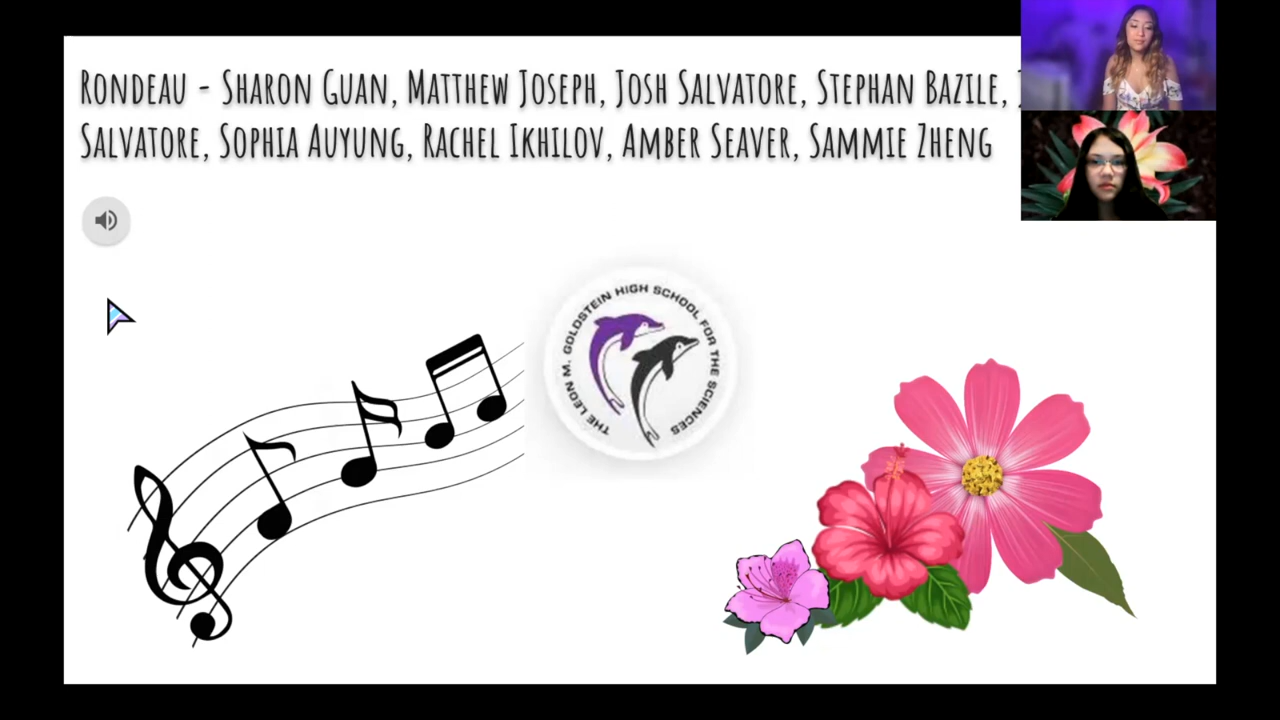 Rondeau - Sharon Guan, Matthew Joseph, Josh Salvatore, Stephan Bazile,
Salvatore, Sophia Auyung, Rachel Ikhilov, Amber Seaver, Sammie Zheng
THE LEON M. GOLDSTEIN HIGH SCHOOL FOR THE SCIENCES